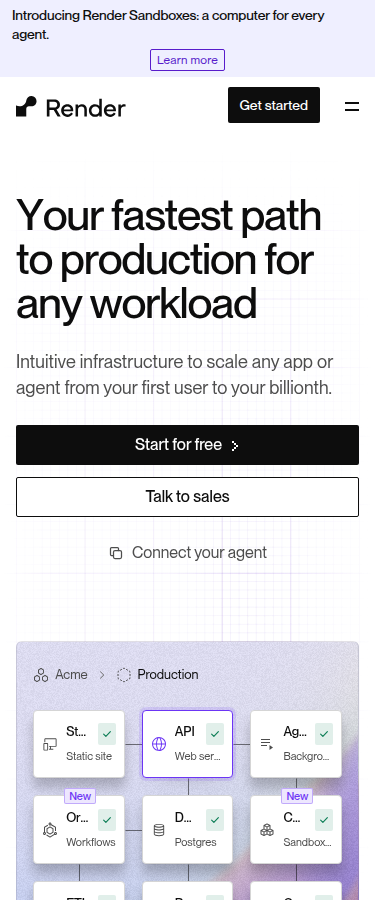 Introducing Render Sandboxes: a computer for every
agent.
Learn more
Render
Get started
Your fastest path
to production for
any workload
Intuitive infrastructure to scale any app or
agent from your first user to your billionth.
Start for free
Talk to sales
Connect your agent
Acme > Production
St... API Ag...
Static site Web ser... Backgro...
New New
Or... D... C...
Workflows Postgres Sandbox...